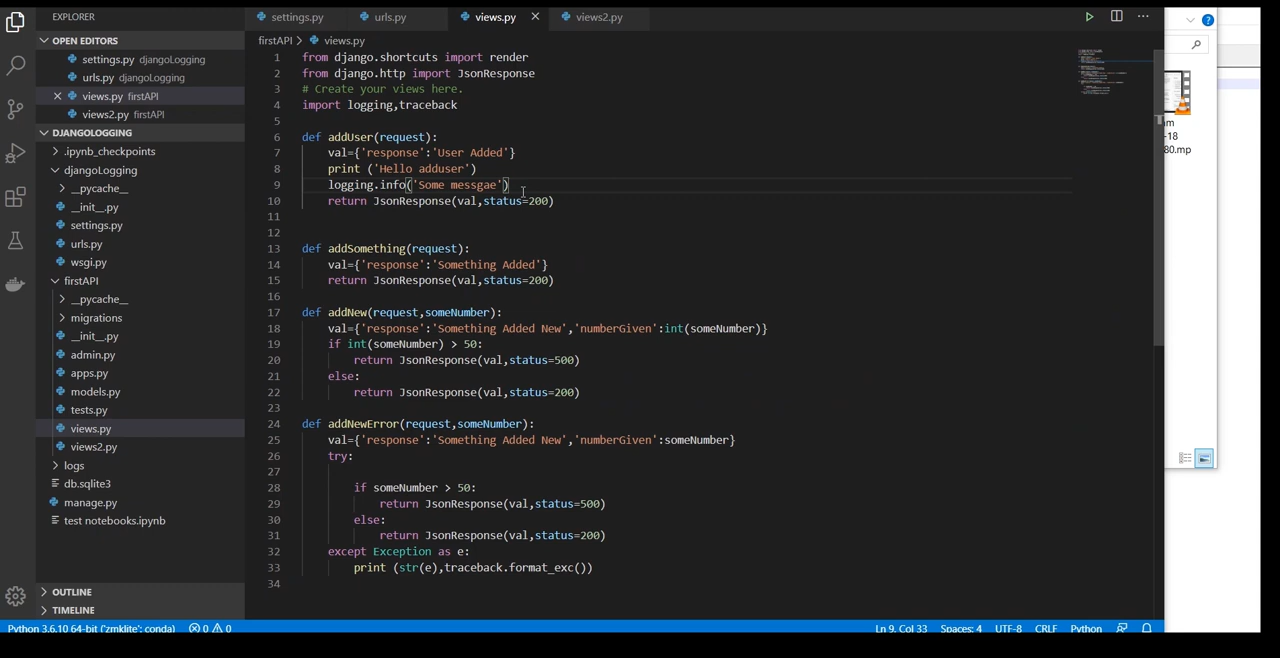 EXPLORER
OPEN EDITORS
settings.py djangoLogging
urls.py djangoLogging
views.py firstAPI
views2.py firstAPI
DJANGOLOGGING
.ipynb_checkpoints
djangoLogging
__pycache__
__init__.py
settings.py
urls.py
wsgi.py
firstAPI
__pycache__
migrations
__init__.py
admin.py
apps.py
models.py
tests.py
views.py
views2.py
logs
db.sqlite3
manage.py
test notebooks.ipynb
OUTLINE
TIMELINE
settings.py urls.py views.py views2.py
firstAPI > views.py
1 from django.shortcuts import render
2 from django.http import JsonResponse
3 # Create your views here.
4 import logging,traceback
5
6 def addUser(request):
7 val={'response':'User Added'}
8 print ('Hello adduser')
9 logging.info('Some messgae')
10 return JsonResponse(val,status=200)
11
12
13 def addSomething(request):
14 val={'response':'Something Added'}
15 return JsonResponse(val,status=200)
16
17 def addNew(request,someNumber):
18 val={'response':'Something Added New','numberGiven':int(someNumber)}
19 if int(someNumber) > 50:
20 return JsonResponse(val,status=500)
21 else:
22 return JsonResponse(val,status=200)
23
24 def addNewError(request,someNumber):
25 val={'response':'Something Added New','numberGiven':someNumber}
26 try:
27
28 if someNumber > 50:
29 return JsonResponse(val,status=500)
30 else:
31 return JsonResponse(val,status=200)
32 except Exception as e:
33 print (str(e),traceback.format_exc())
34
am
-18
80.mp
Python 3.6.10 64-bit ('zmklite': conda) 0 0 Ln 9, Col 33 Spaces: 4 UTF-8 CRLF Python